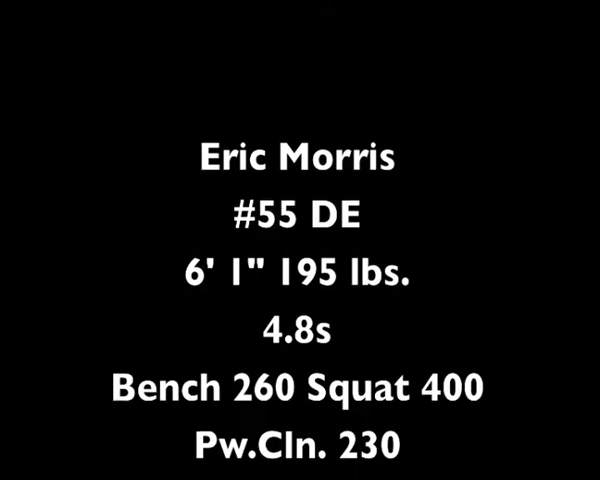 Eric Morris
#55 DE
6' 1" 195 lbs.
4.8s
Bench 260 Squat 400
Pw.Cln. 230